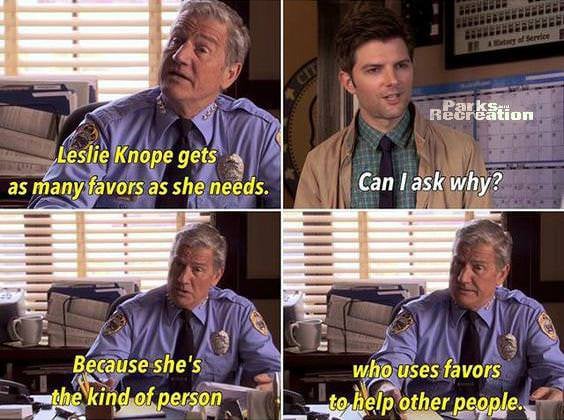 Leslie Knope gets
as many favors as she needs.
A History of Service
Parks and
Recreation
Can I ask why?
Because she's
the kind of person
who uses favors
to help other people.